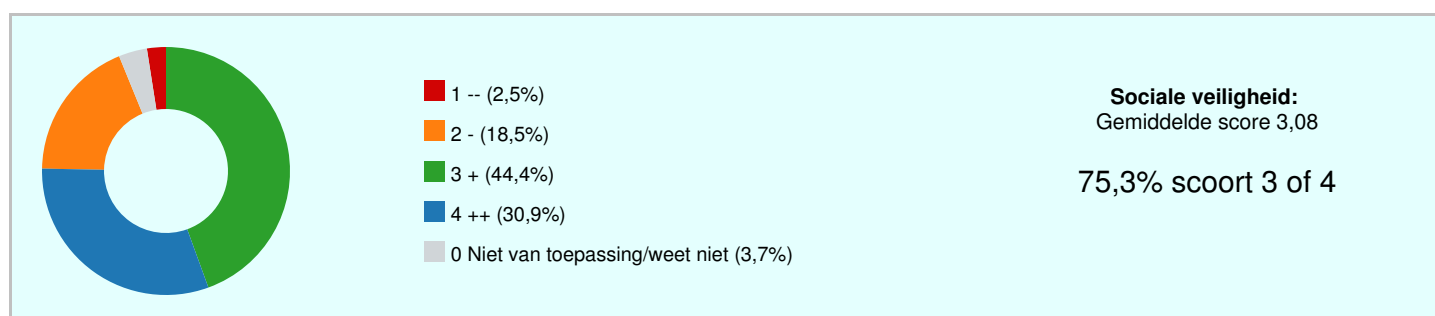 1 -- (2,5%)
2 - (18,5%)
3 + (44,4%)
4 ++ (30,9%)
0 Niet van toepassing/weet niet (3,7%)
Sociale veiligheid:
Gemiddelde score 3,08
75,3% scoort 3 of 4